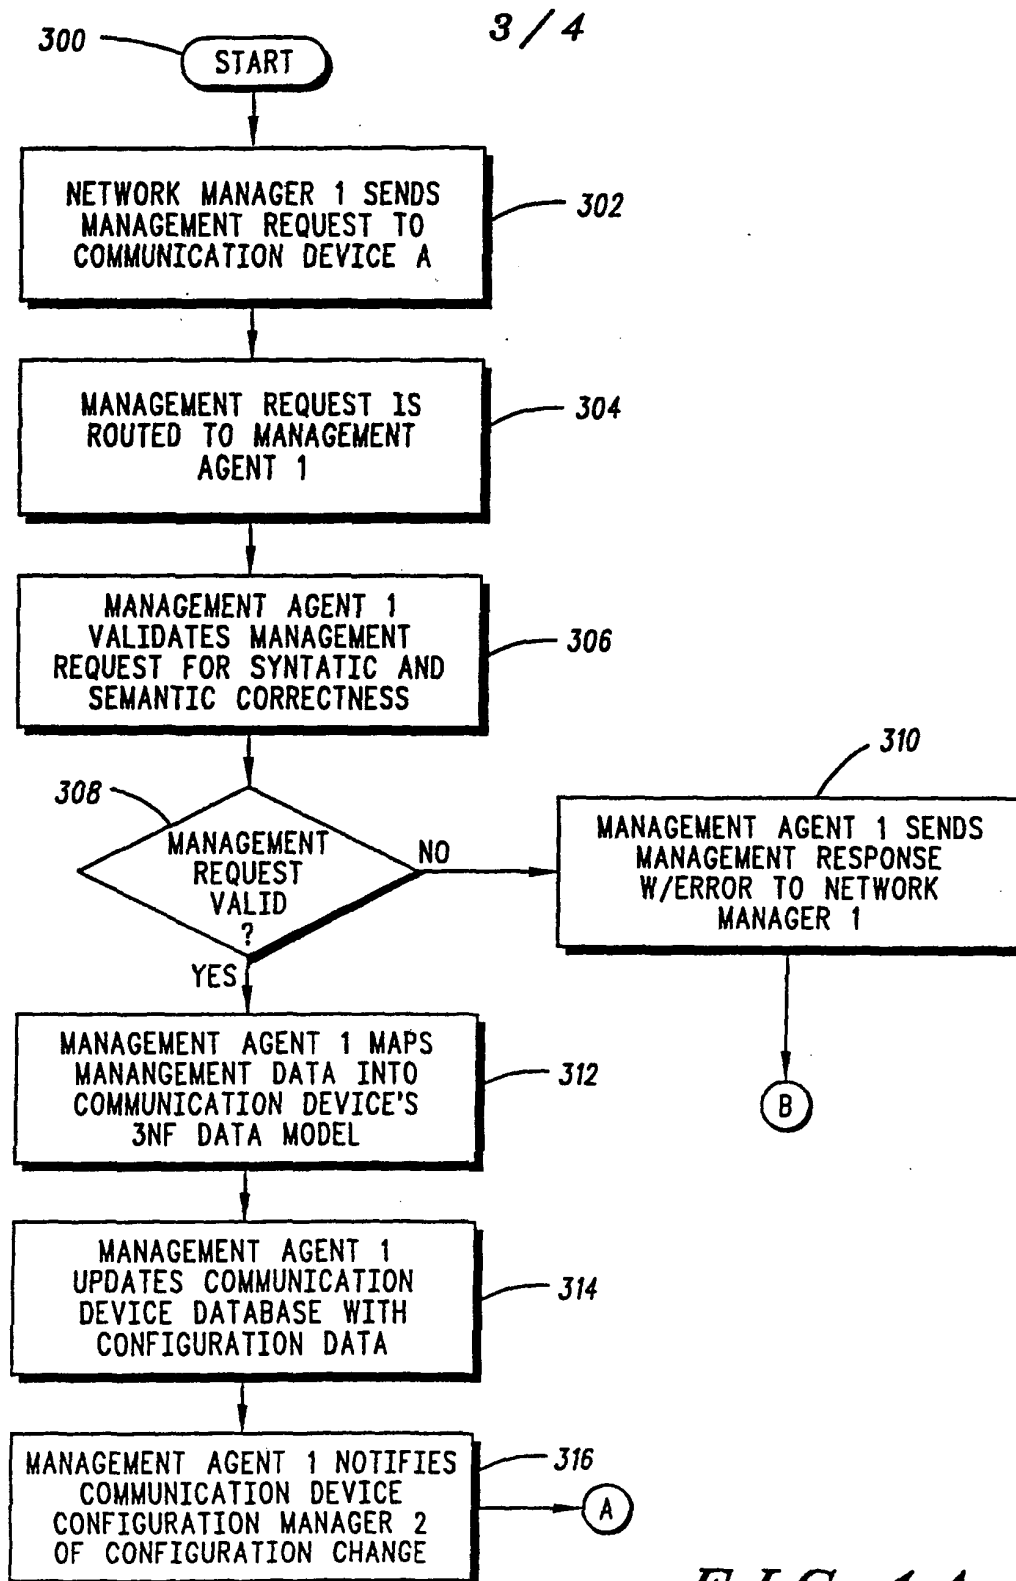 3/4
300
START
NETWORK MANAGER 1 SENDS
MANAGEMENT REQUEST TO
COMMUNICATION DEVICE A
302
MANAGEMENT REQUEST IS
ROUTED TO MANAGEMENT
AGENT 1
304
MANAGEMENT AGENT 1
VALIDATES MANAGEMENT
REQUEST FOR SYNTATIC AND
SEMANTIC CORRECTNESS
306
308
MANAGEMENT
REQUEST
VALID
?
NO
YES
310
MANAGEMENT AGENT 1 SENDS
MANAGEMENT RESPONSE
W/ERROR TO NETWORK
MANAGER 1
B
MANAGEMENT AGENT 1 MAPS
MANANGEMENT DATA INTO
COMMUNICATION DEVICE'S
3NF DATA MODEL
312
MANAGEMENT AGENT 1
UPDATES COMMUNICATION
DEVICE DATABASE WITH
CONFIGURATION DATA
314
MANAGEMENT AGENT 1 NOTIFIES
COMMUNICATION DEVICE
CONFIGURATION MANAGER 2
OF CONFIGURATION CHANGE
316
A